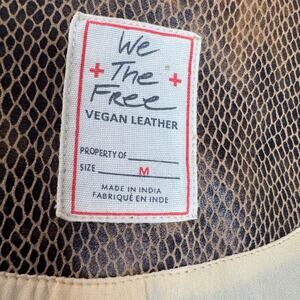 We
+ The +
Free
VEGAN LEATHER
PROPERTY OF
SIZE M
MADE IN INDIA
FABRIQUÉ EN INDE